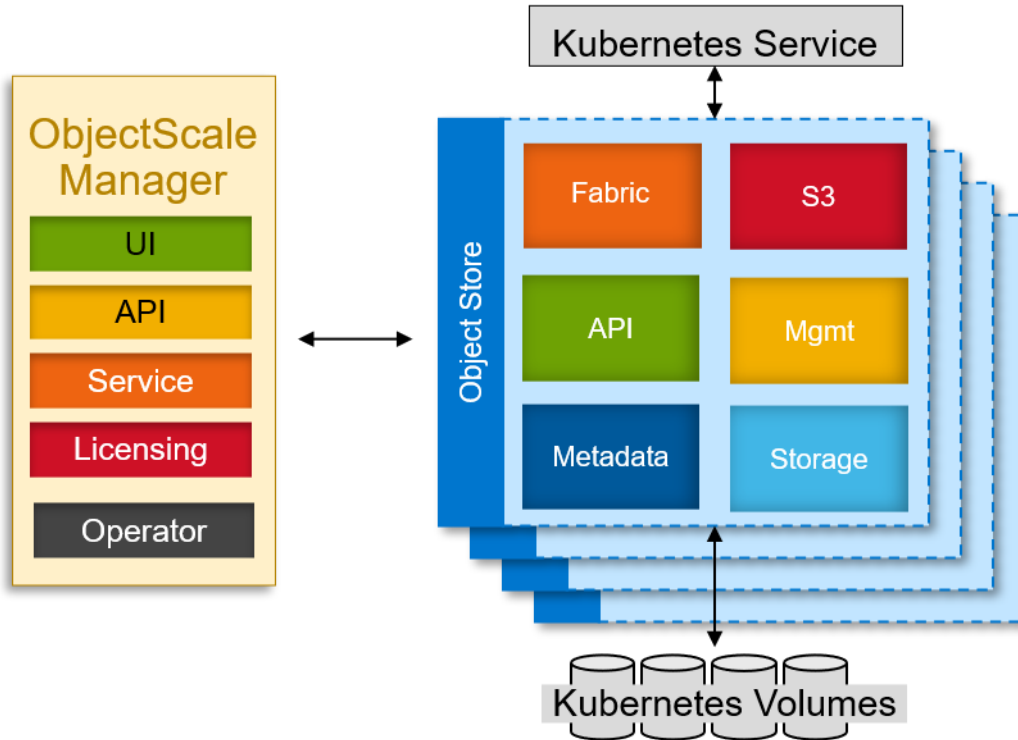 Kubernetes Service
ObjectScale
Manager
UI
API
Service
Licensing
Operator
Object Store
Fabric
S3
API
Mgmt
Metadata
Storage
Kubernetes Volumes